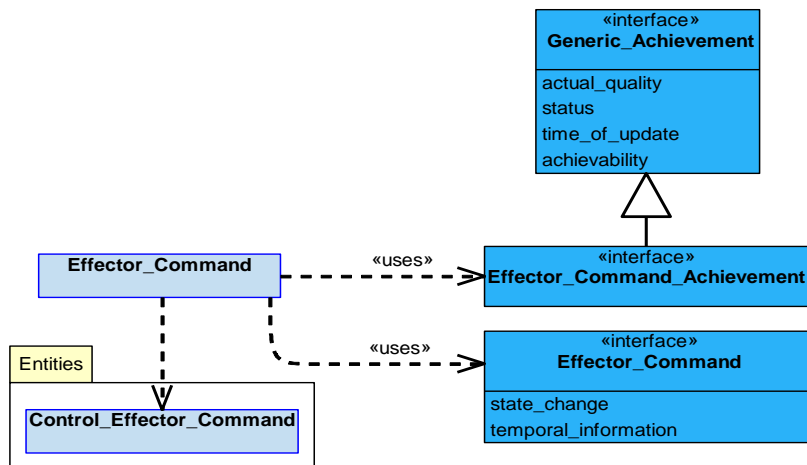 «interface»
Generic_Achievement
actual_quality
status
time_of_update
achievability
«interface»
Effector_Command_Achievement
Effector_Command
«uses»
«uses»
«interface»
Effector_Command
state_change
temporal_information
Entities
Control_Effector_Command